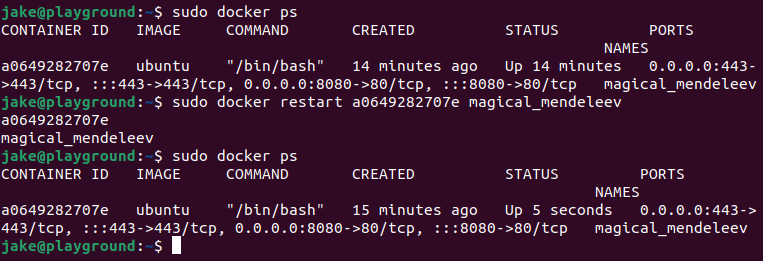 jake@playground:~$ sudo docker ps
CONTAINER ID   IMAGE     COMMAND       CREATED          STATUS          PORTS
                                                                                NAMES
a0649282707e   ubuntu    "/bin/bash"   14 minutes ago   Up 14 minutes   0.0.0.0:443-
>443/tcp, :::443->443/tcp, 0.0.0.0:8080->80/tcp, :::8080->80/tcp   magical_mendeleev
jake@playground:~$ sudo docker restart a0649282707e magical_mendeleev
a0649282707e
magical_mendeleev
jake@playground:~$ sudo docker ps
CONTAINER ID   IMAGE     COMMAND       CREATED          STATUS         PORTS
                                                                               NAMES
a0649282707e   ubuntu    "/bin/bash"   15 minutes ago   Up 5 seconds   0.0.0.0:443->
443/tcp, :::443->443/tcp, 0.0.0.0:8080->80/tcp, :::8080->80/tcp   magical_mendeleev
jake@playground:~$